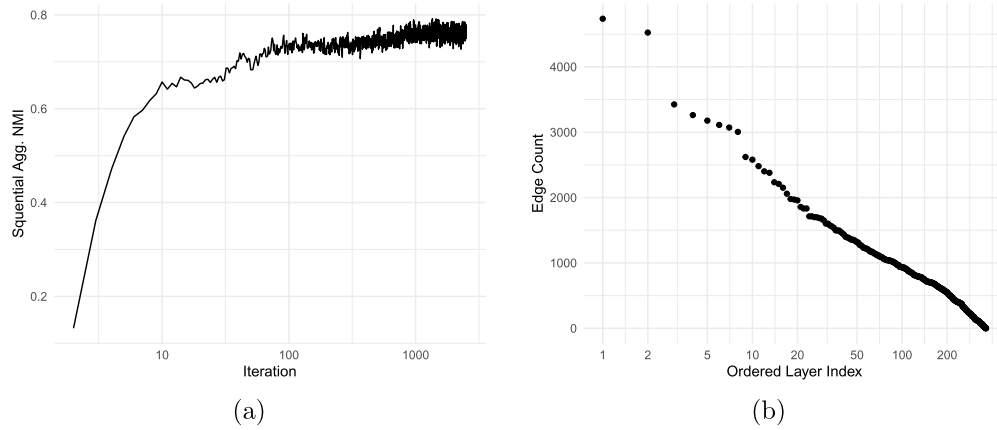 0.8
0.6
0.4
0.2
Squential Agg. NMI
10 100 1000
Iteration
(a)
4000
3000
2000
1000
0
Edge Count
1 2 5 10 20 50 100 200
Ordered Layer Index
(b)